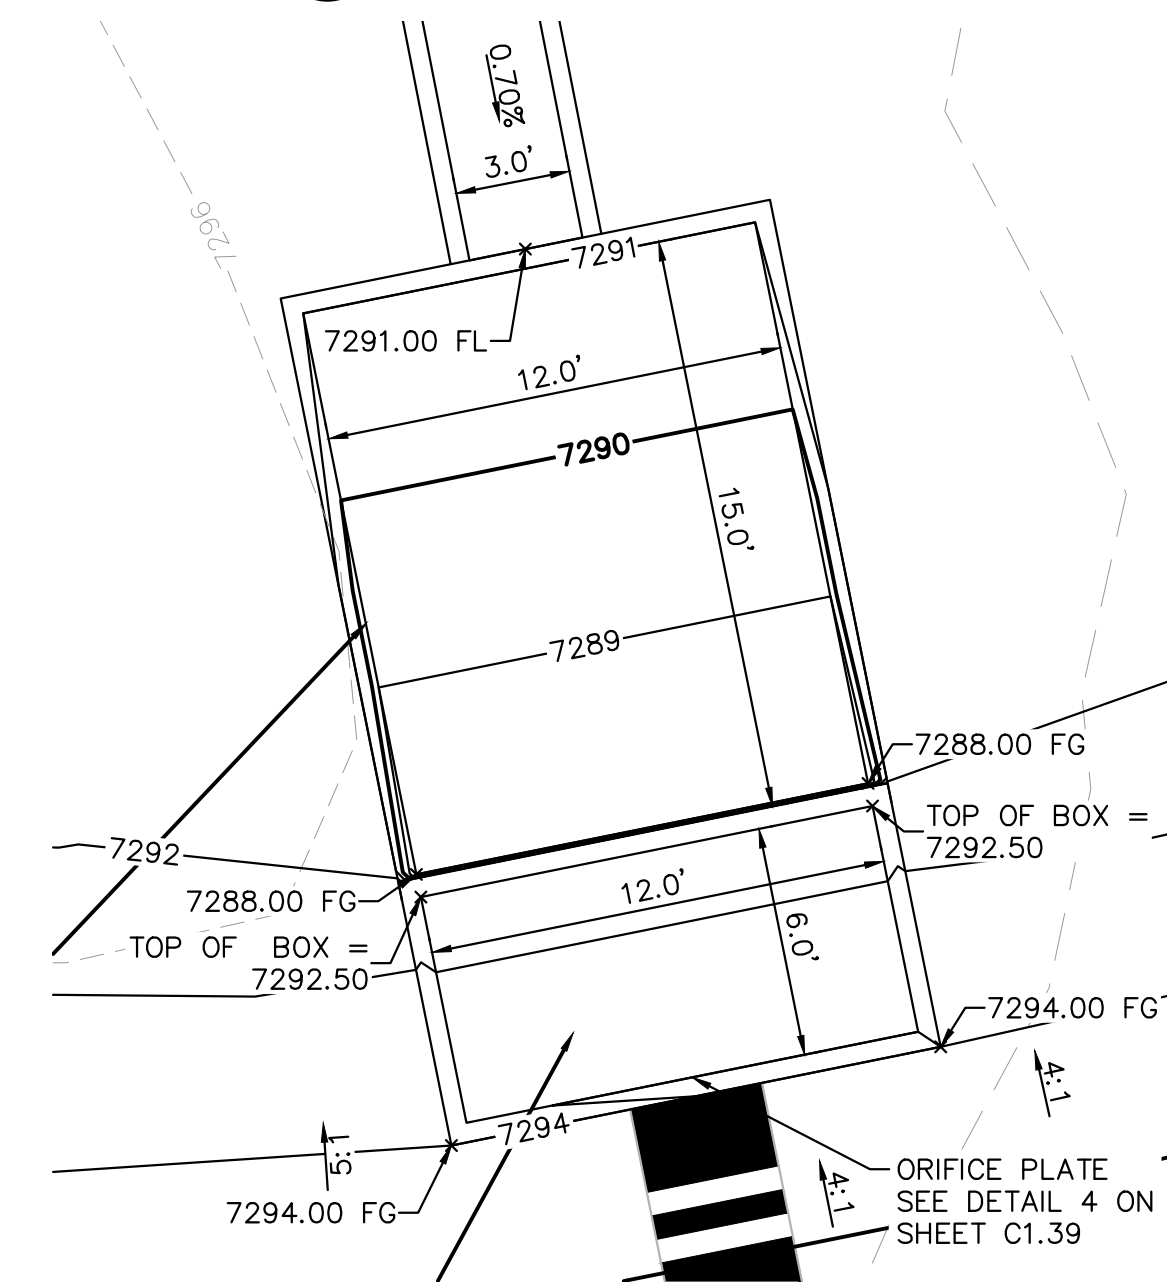 0.70%
3.0'
7296
7291
7291.00 FL
12.0'
7290
15.0'
7289
7288.00 FG
TOP OF BOX =
7292.50
7292
7288.00 FG
12.0'
6.0'
TOP OF BOX =
7292.50
7294.00 FG
4:1
7294
5:1
ORIFICE PLATE
SEE DETAIL 4 ON
SHEET C1.39
4:1
7294.00 FG